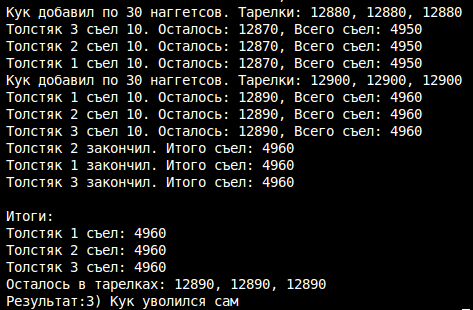 Кук добавил по 30 наггетсов. Тарелки: 12880, 12880, 12880
Толстяк 3 съел 10. Осталось: 12870, Всего съел: 4950
Толстяк 2 съел 10. Осталось: 12870, Всего съел: 4950
Толстяк 1 съел 10. Осталось: 12870, Всего съел: 4950
Кук добавил по 30 наггетсов. Тарелки: 12900, 12900, 12900
Толстяк 1 съел 10. Осталось: 12890, Всего съел: 4960
Толстяк 2 съел 10. Осталось: 12890, Всего съел: 4960
Толстяк 3 съел 10. Осталось: 12890, Всего съел: 4960
Толстяк 2 закончил. Итого съел: 4960
Толстяк 1 закончил. Итого съел: 4960
Толстяк 3 закончил. Итого съел: 4960
Итоги:
Толстяк 1 съел: 4960
Толстяк 2 съел: 4960
Толстяк 3 съел: 4960
Осталось в тарелках: 12890, 12890, 12890
Результат:3) Кук уволился сам